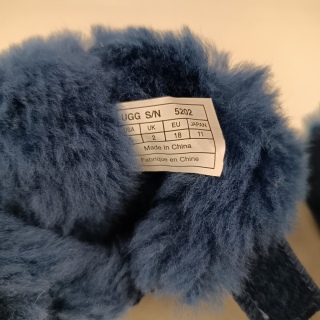 UGG S/N 5202
USA UK EU JAPAN
2 18 11
Made in China
Fabriqué en Chine